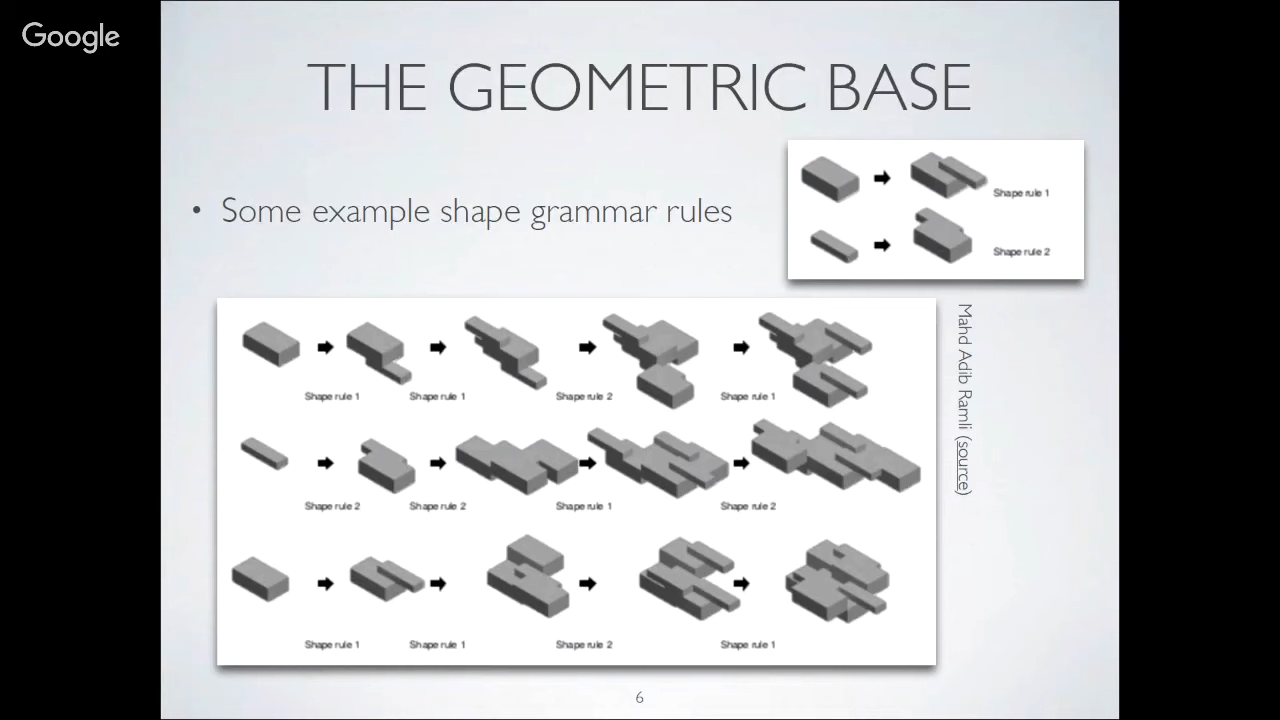 Google
THE GEOMETRIC BASE
• Some example shape grammar rules
Shape rule 1
Shape rule 2
Mahd Adib Ramli (source)
Shape rule 1 Shape rule 1 Shape rule 2 Shape rule 1
Shape rule 2 Shape rule 2 Shape rule 1 Shape rule 2
Shape rule 1 Shape rule 1 Shape rule 2 Shape rule 1
6